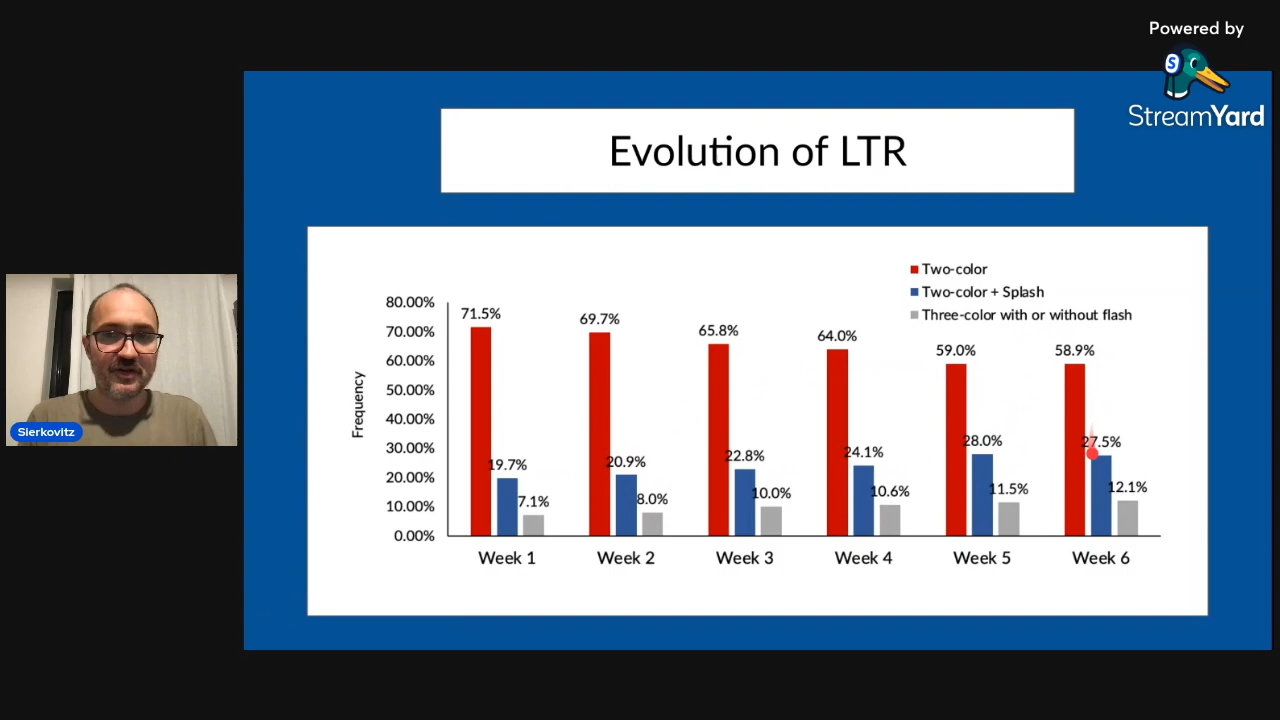 Powered by
S
StreamYard
Evolution of LTR
Two-color
Two-color + Splash
Three-color with or without flash
Frequency
80.00%
70.00%
60.00%
50.00%
40.00%
30.00%
20.00%
10.00%
0.00%
71.5% 19.7% 7.1%
69.7% 20.9% 8.0%
65.8% 22.8% 10.0%
64.0% 24.1% 10.6%
59.0% 28.0% 11.5%
58.9% 27.5% 12.1%
Week 1 Week 2 Week 3 Week 4 Week 5 Week 6
Sierkovitz